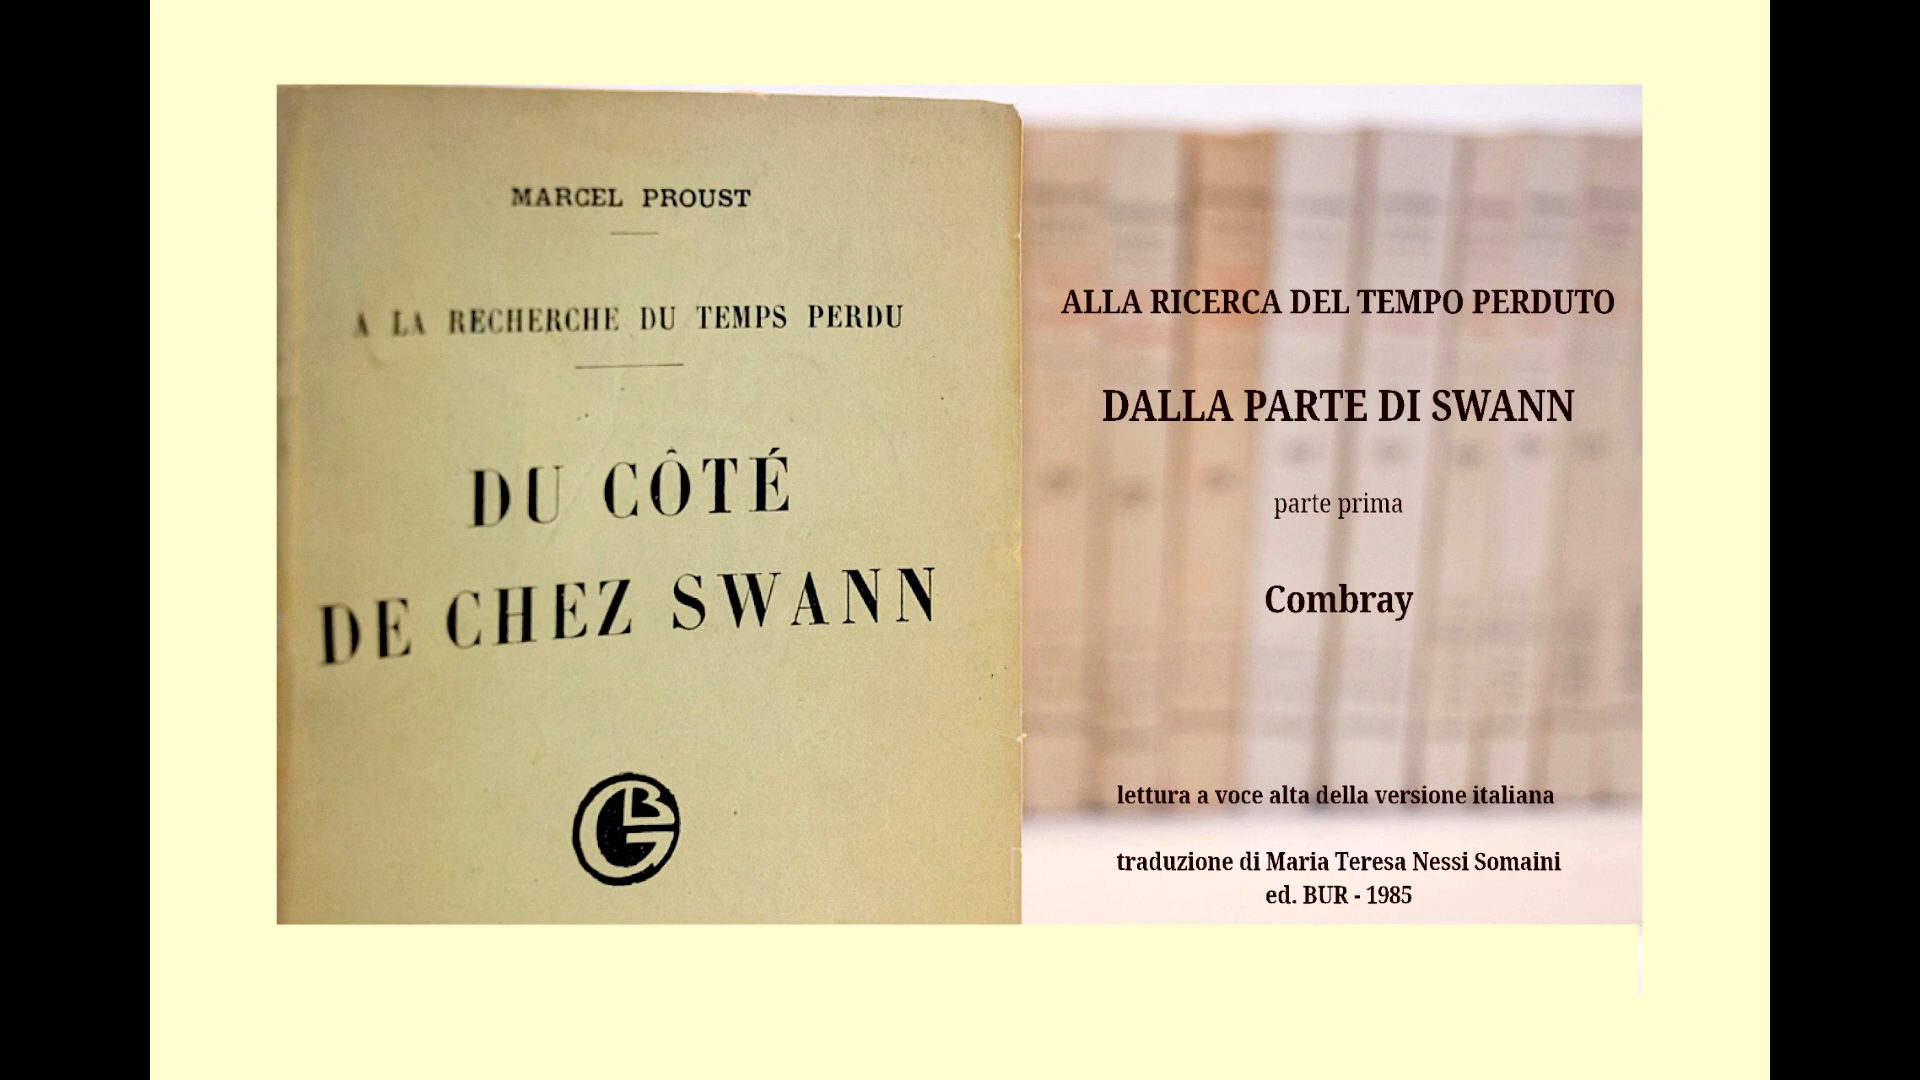 MARCEL PROUST
A LA RECHERCHE DU TEMPS PERDU
DU CÔTÉ
DE CHEZ SWANN
ALLA RICERCA DEL TEMPO PERDUTO
DALLA PARTE DI SWANN
parte prima
Combray
lettura a voce alta della versione italiana
traduzione di Maria Teresa Nessi Somaini
ed. BUR - 1985